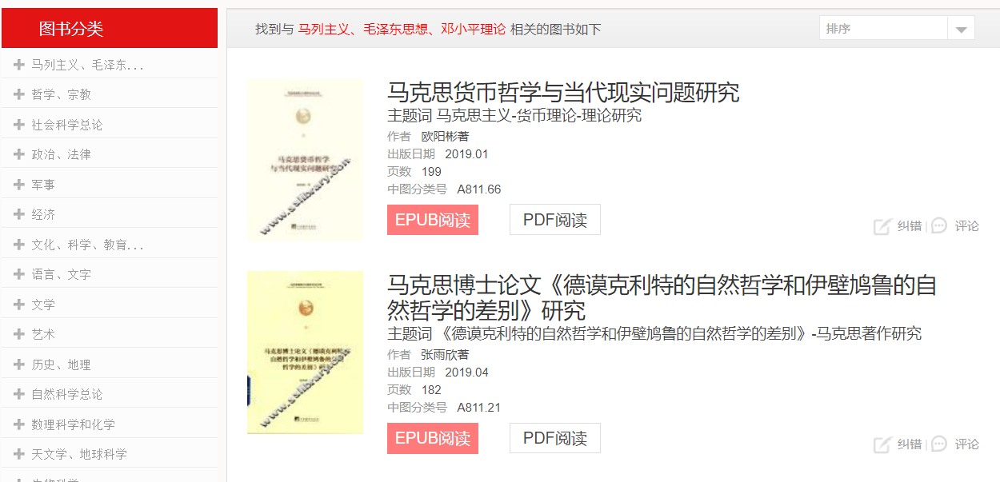 图书分类
马列主义、毛泽东...
哲学、宗教
社会科学总论
政治、法律
军事
经济
文化、科学、教育...
语言、文字
文学
艺术
历史、地理
自然科学总论
数理科学和化学
天文学、地球科学
生物科学
找到与 马列主义、毛泽东思想、邓小平理论 相关的图书如下
排序
马克思货币哲学
与当代现实问题研究
www.sslibrary.com
马克思货币哲学与当代现实问题研究
主题词 马克思主义-货币理论-理论研究
作者 欧阳彬著
出版日期 2019.01
页数 199
中图分类号 A811.66
EPUB阅读
PDF阅读
纠错 | 评论
马克思博士论文《德谟克利特的
自然哲学和伊壁鸠鲁的自然
哲学的差别》研究
www.sslibrary.com
马克思博士论文《德谟克利特的自然哲学和伊壁鸠鲁的自
然哲学的差别》研究
主题词 《德谟克利特的自然哲学和伊壁鸠鲁的自然哲学的差别》-马克思著作研究
作者 张雨欣著
出版日期 2019.04
页数 182
中图分类号 A811.21
EPUB阅读
PDF阅读
纠错 | 评论